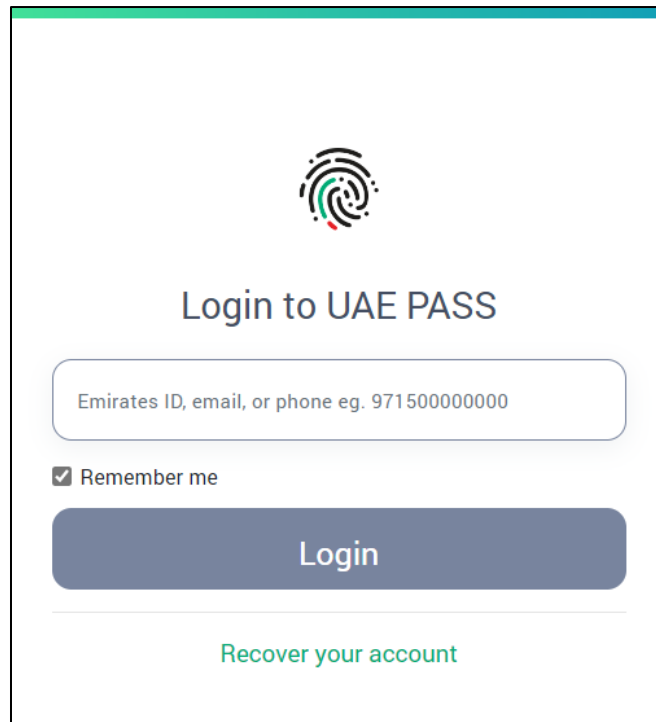 Login to UAE PASS
Emirates ID, email, or phone eg. 971500000000
Remember me
Login
Recover your account